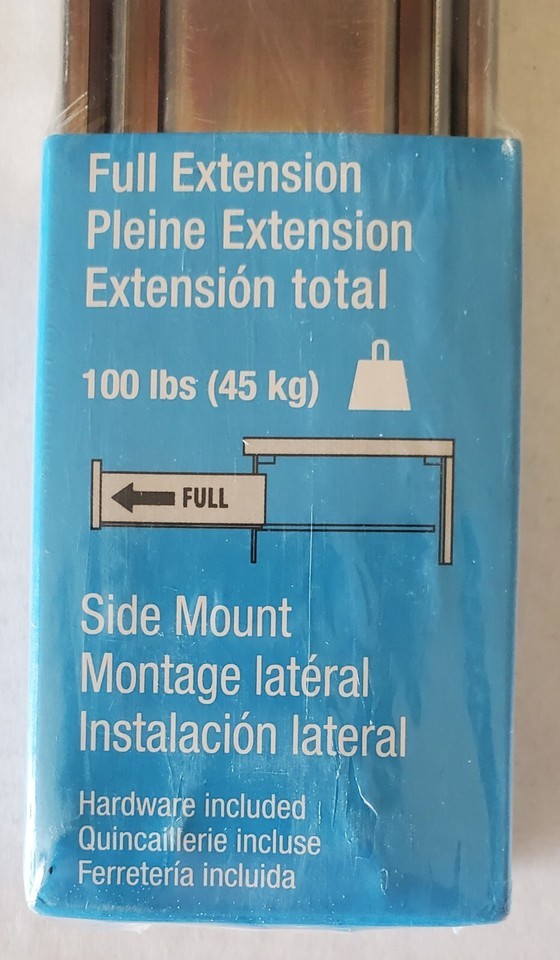 Full Extension
Pleine Extension
Extensión total
100 lbs (45 kg)
FULL
Side Mount
Montage latéral
Instalación lateral
Hardware included
Quincaillerie incluse
Ferretería incluida